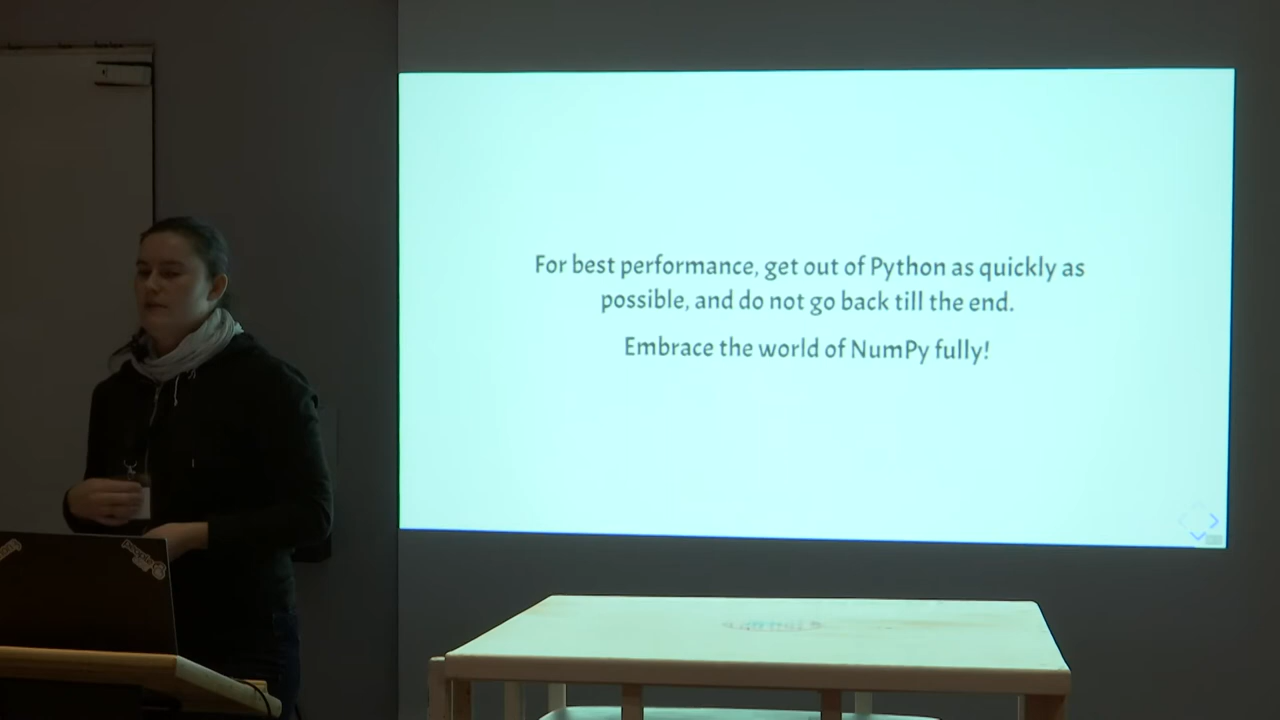 For best performance, get out of Python as quickly as
possible, and do not go back till the end.
Embrace the world of NumPy fully!